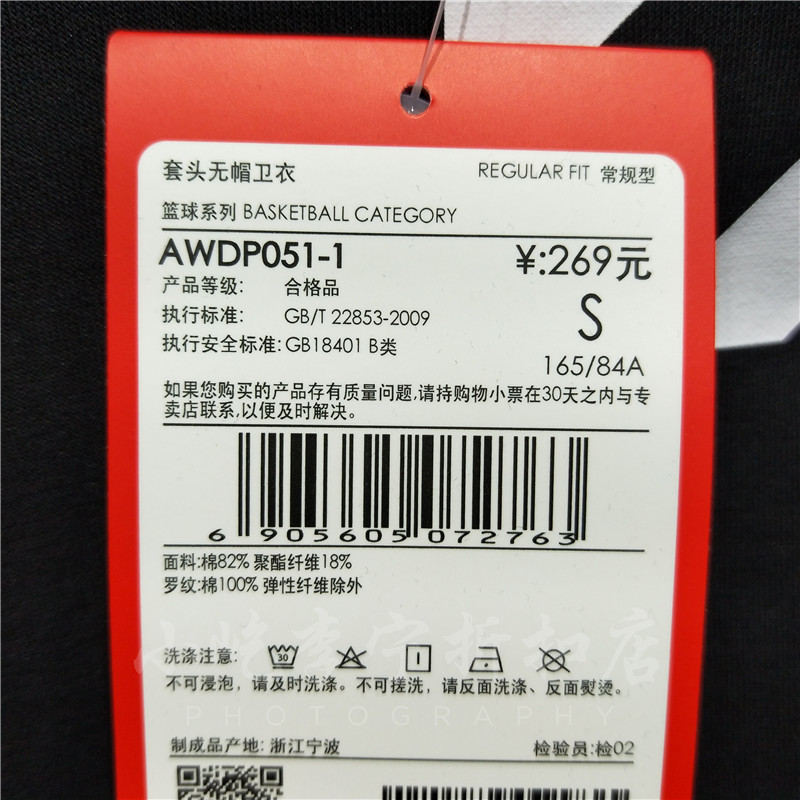 套头无帽卫衣
REGULAR FIT 常规型
篮球系列 BASKETBALL CATEGORY
AWDP051-1
¥:269元
产品等级: 合格品
执行标准: GB/T 22853-2009
S
执行安全标准: GB18401 B类
165/84A
如果您购买的产品存有质量问题,请持购物小票在30天之内与专
卖店联系,以便及时解决。
6 905605 072763
面料:棉82% 聚酯纤维18%
罗纹:棉100% 弹性纤维除外
洗涤注意:
30
不可浸泡，请及时洗涤。不可搓洗，请反面洗涤、反面熨烫。
PHOTOGRAPHY
制成品产地: 浙江宁波
检验员:检02